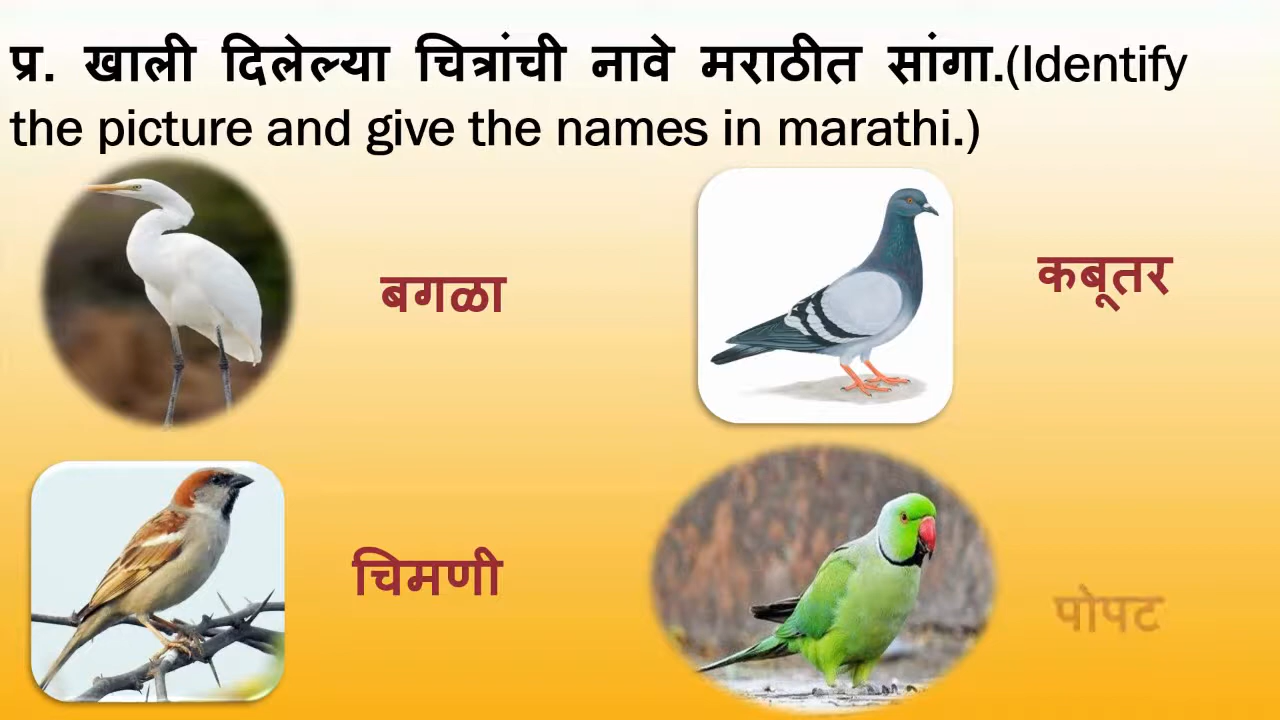 प्र. खाली दिलेल्या चित्रांची नावे मराठीत सांगा.(Identify
the picture and give the names in marathi.)
बगळा
कबूतर
चिमणी
पोपट